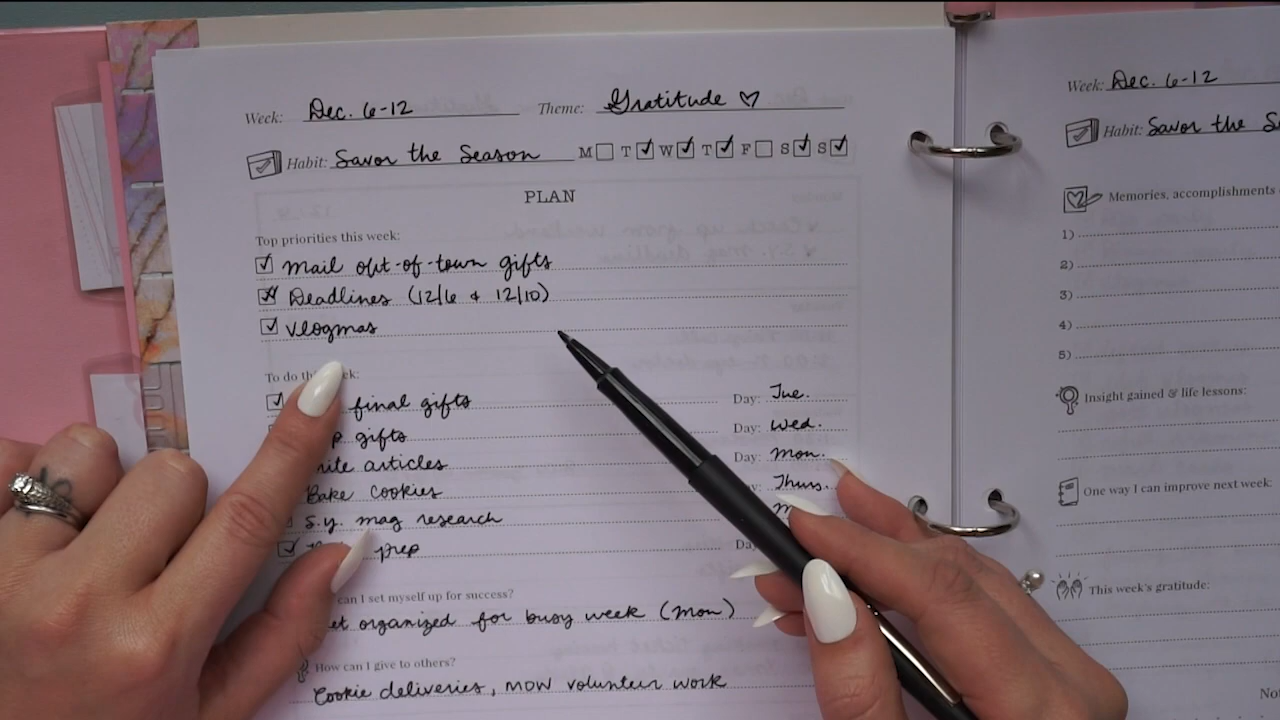 Week: Dec. 6-12 Theme: Gratitude ♡
Habit: Savor the Season M T W T F S S
PLAN
Top priorities this week:
mail out-of-town gifts
Deadlines (12/6 & 12/10)
Vlogmas
To do this week:
final gifts Day: Tue.
gifts Day: Wed.
articles Day: Mon.
Bake cookies Day: Thurs.
S.Y. mag research
prep
can I set myself up for success?
organized for busy week (Mon)
How can I give to others?
Cookie deliveries, MOW volunteer work
Week: Dec. 6-12
Habit: Savor the
Memories, accomplishments
1)
2)
3)
4)
5)
Insight gained & life lessons:
One way I can improve next week:
This week's gratitude: